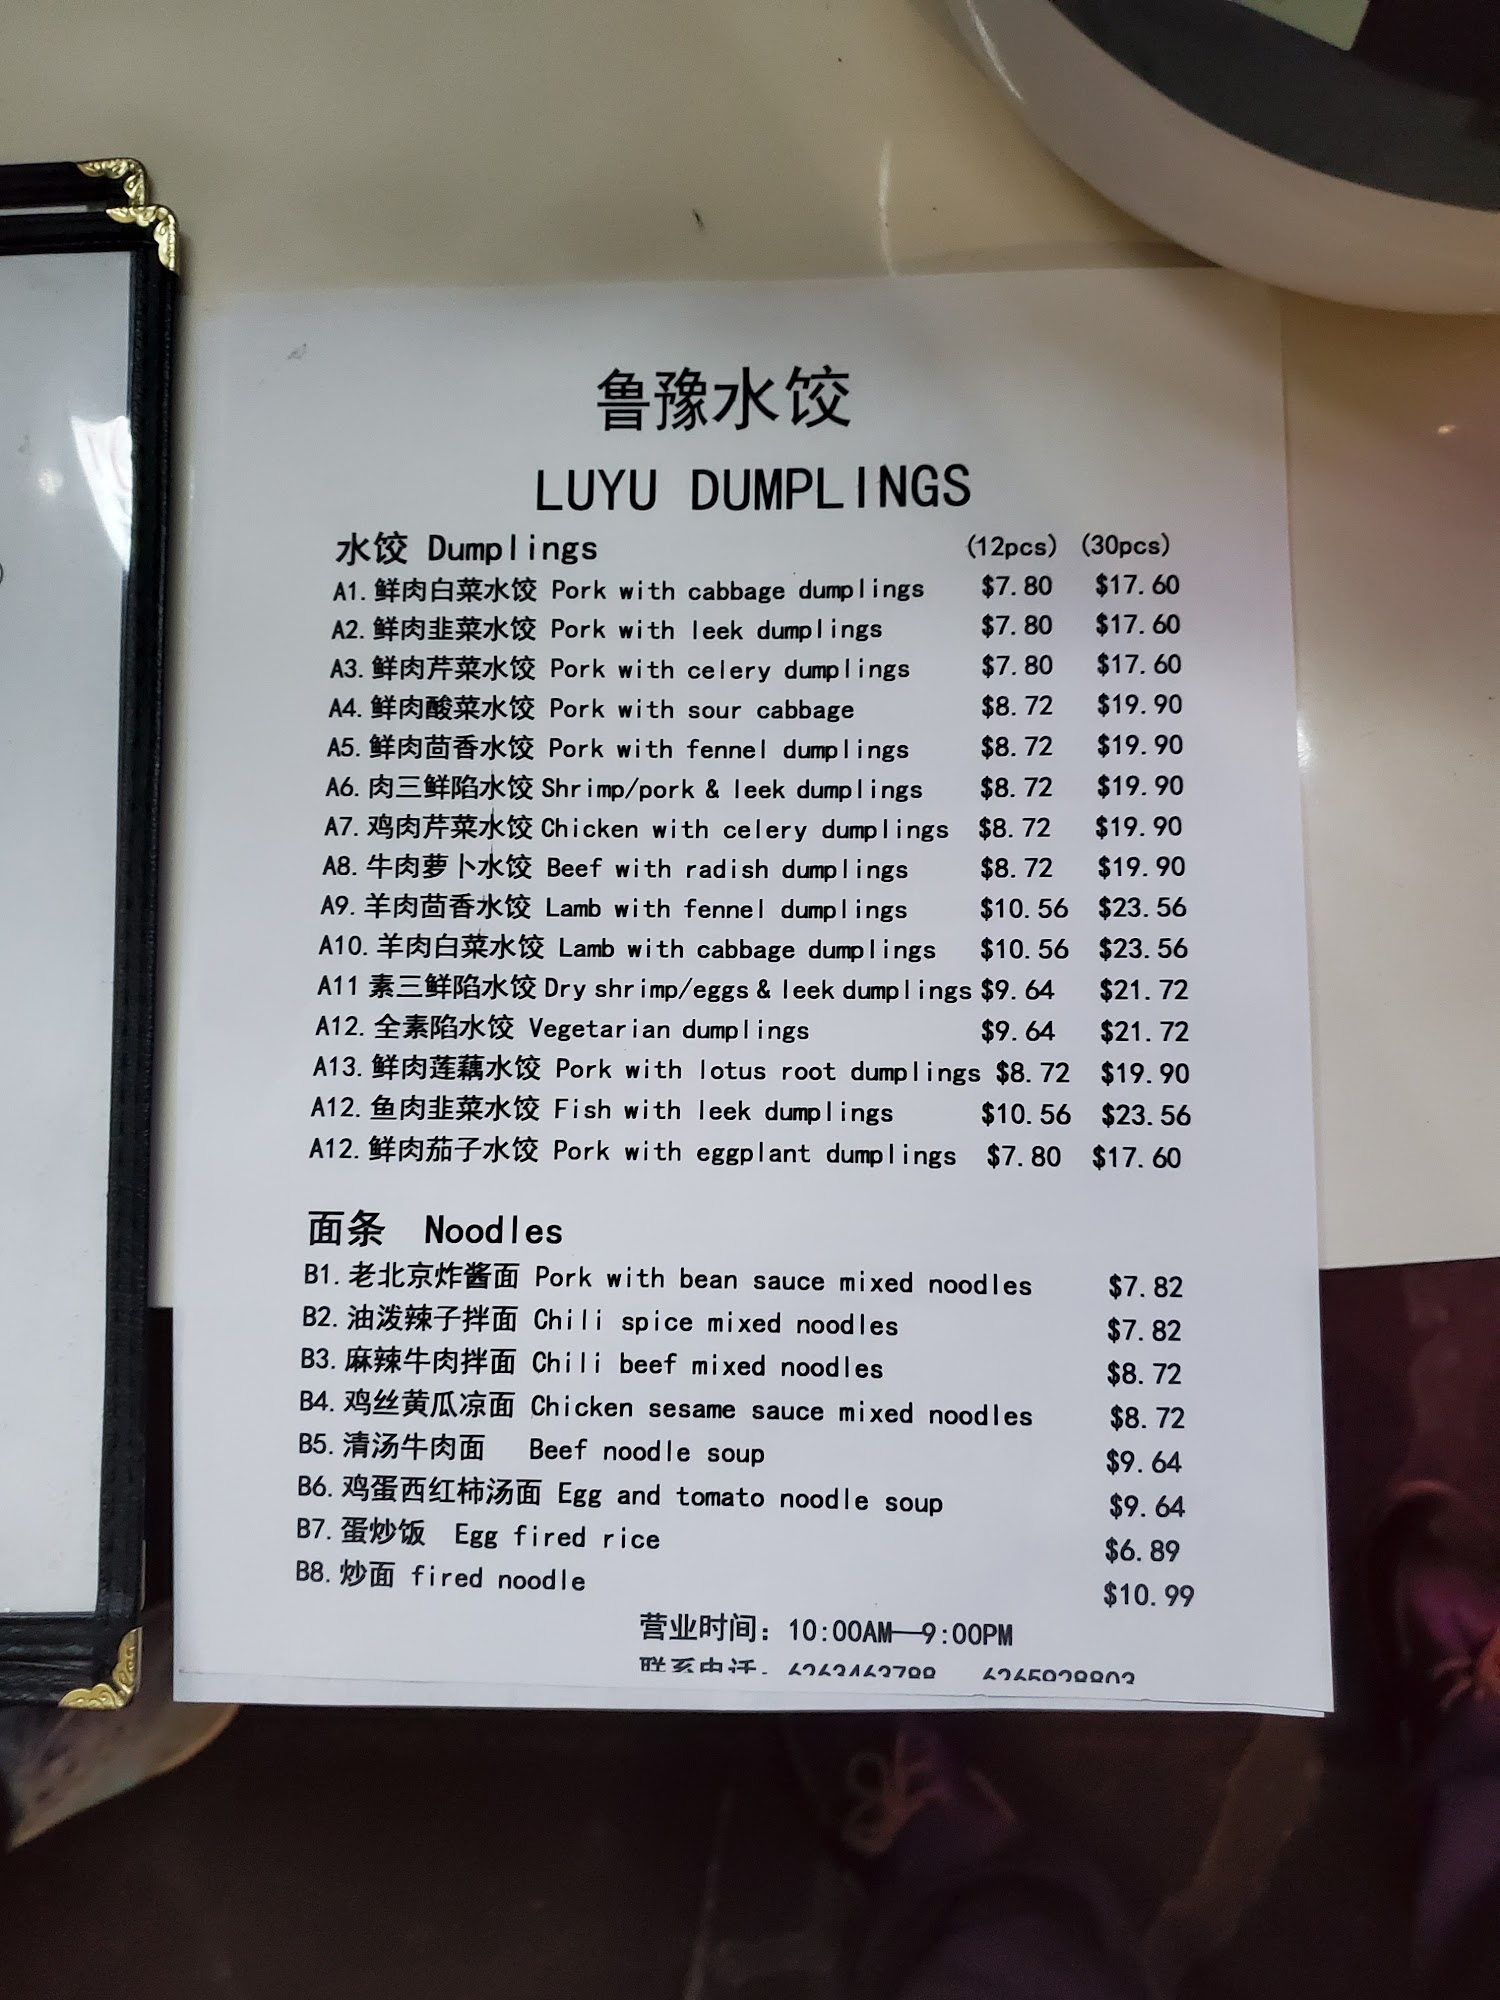 鲁豫水饺
LUYU DUMPLINGS
水饺 Dumplings (12pcs) (30pcs)
A1. 鲜肉白菜水饺 Pork with cabbage dumplings $7.80 $17.60
A2. 鲜肉韭菜水饺 Pork with leek dumplings $7.80 $17.60
A3. 鲜肉芹菜水饺 Pork with celery dumplings $7.80 $17.60
A4. 鲜肉酸菜水饺 Pork with sour cabbage $8.72 $19.90
A5. 鲜肉茴香水饺 Pork with fennel dumplings $8.72 $19.90
A6. 肉三鲜陷水饺 Shrimp/pork & leek dumplings $8.72 $19.90
A7. 鸡肉芹菜水饺 Chicken with celery dumplings $8.72 $19.90
A8. 牛肉萝卜水饺 Beef with radish dumplings $8.72 $19.90
A9. 羊肉茴香水饺 Lamb with fennel dumplings $10.56 $23.56
A10. 羊肉白菜水饺 Lamb with cabbage dumplings $10.56 $23.56
A11 素三鲜陷水饺 Dry shrimp/eggs & leek dumplings $9.64 $21.72
A12. 全素陷水饺 Vegetarian dumplings $9.64 $21.72
A13. 鲜肉莲藕水饺 Pork with lotus root dumplings $8.72 $19.90
A12. 鱼肉韭菜水饺 Fish with leek dumplings $10.56 $23.56
A12. 鲜肉茄子水饺 Pork with eggplant dumplings $7.80 $17.60
面条 Noodles
B1. 老北京炸酱面 Pork with bean sauce mixed noodles $7.82
B2. 油泼辣子拌面 Chili spice mixed noodles $7.82
B3. 麻辣牛肉拌面 Chili beef mixed noodles $8.72
B4. 鸡丝黄瓜凉面 Chicken sesame sauce mixed noodles $8.72
B5. 清汤牛肉面 Beef noodle soup $9.64
B6. 鸡蛋西红柿汤面 Egg and tomato noodle soup $9.64
B7. 蛋炒饭 Egg fired rice $6.89
B8. 炒面 fired noodle $10.99
营业时间：10:00AM—9:00PM
联系电话：